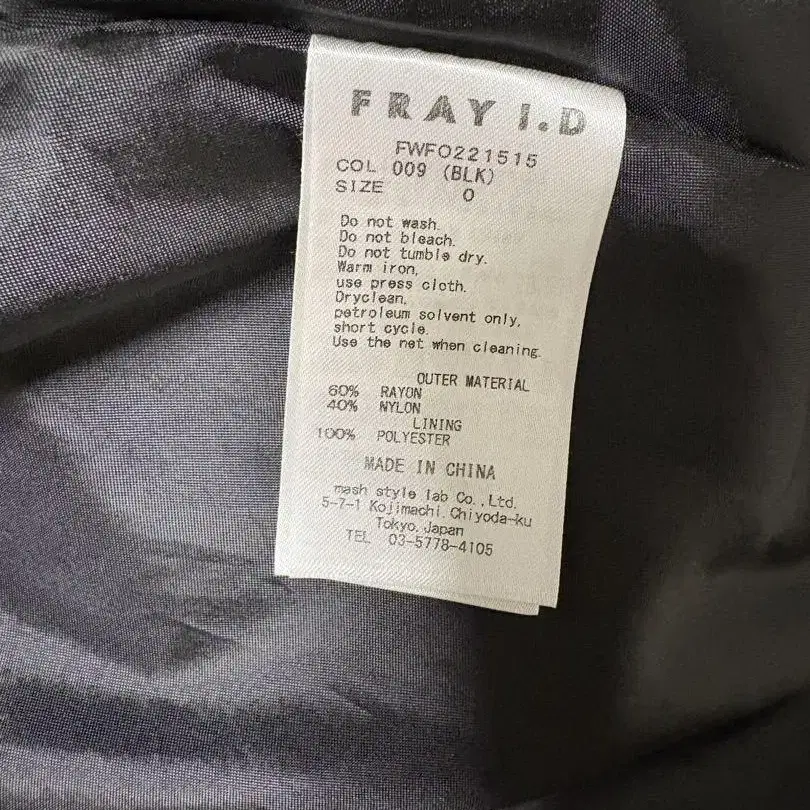 FRAY I.D
FWFO221515
COL 009 (BLK)
SIZE 0
Do not wash.
Do not bleach.
Do not tumble dry.
Warm iron,
use press cloth.
Dryclean,
petroleum solvent only,
short cycle.
Use the net when cleaning.
OUTER MATERIAL
60% RAYON
40% NYLON
LINING
100% POLYESTER
MADE IN CHINA
mash style lab Co.,Ltd.
5-7-1 Kojimachi.Chiyoda-ku
Tokyo.Japan
TEL 03-5778-4105